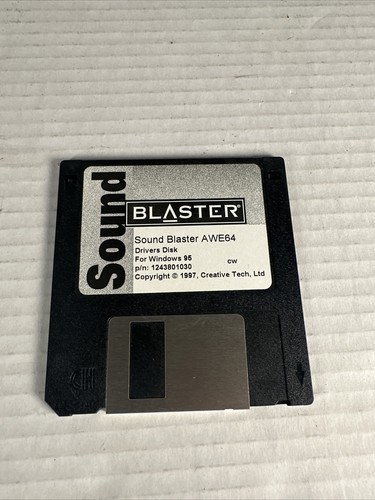 Sound
BLASTER
Sound Blaster AWE64
Drivers Disk
For Windows 95 cw
p/n: 1243801030
Copyright © 1997, Creative Tech, Ltd